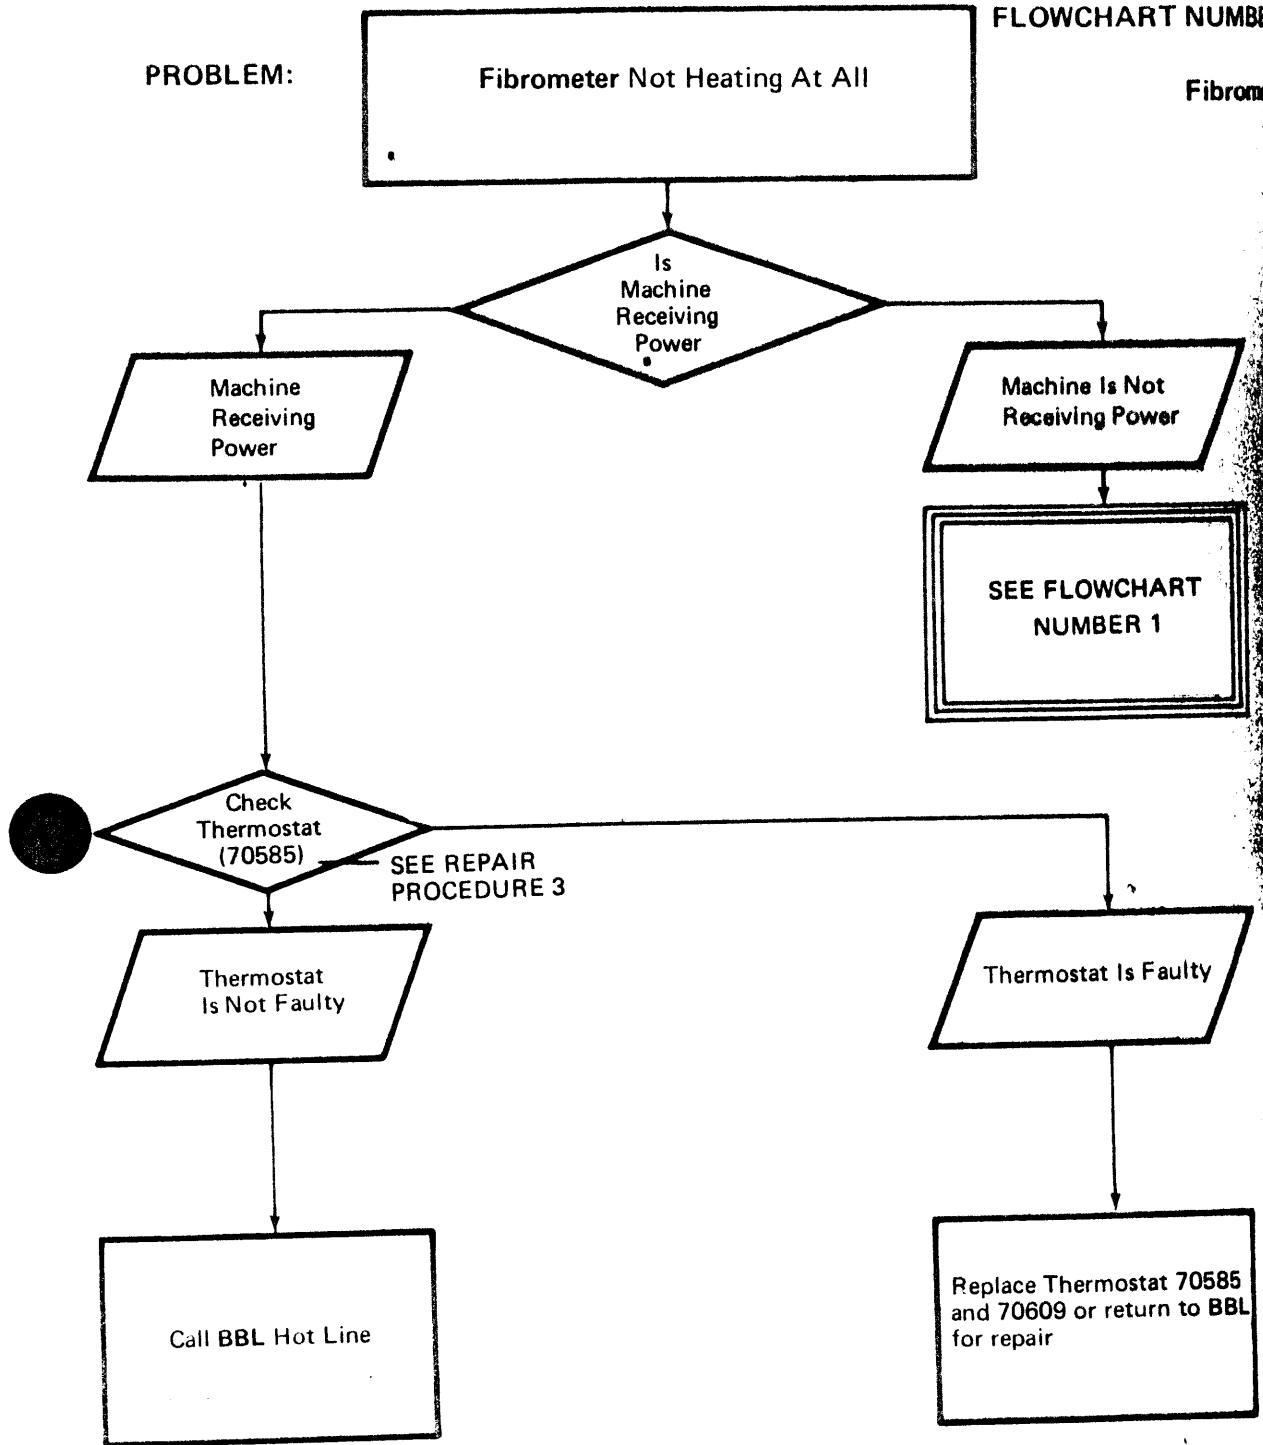 FLOWCHART NUMBE
PROBLEM:
Fibrometer Not Heating At All
Fibrom
Is
Machine
Receiving
Power
Machine
Receiving
Power
Machine Is Not
Receiving Power
SEE FLOWCHART
NUMBER 1
Check
Thermostat
(70585)
SEE REPAIR
PROCEDURE 3
Thermostat
Is Not Faulty
Thermostat Is Faulty
Call BBL Hot Line
Replace Thermostat 70585
and 70609 or return to BBL
for repair